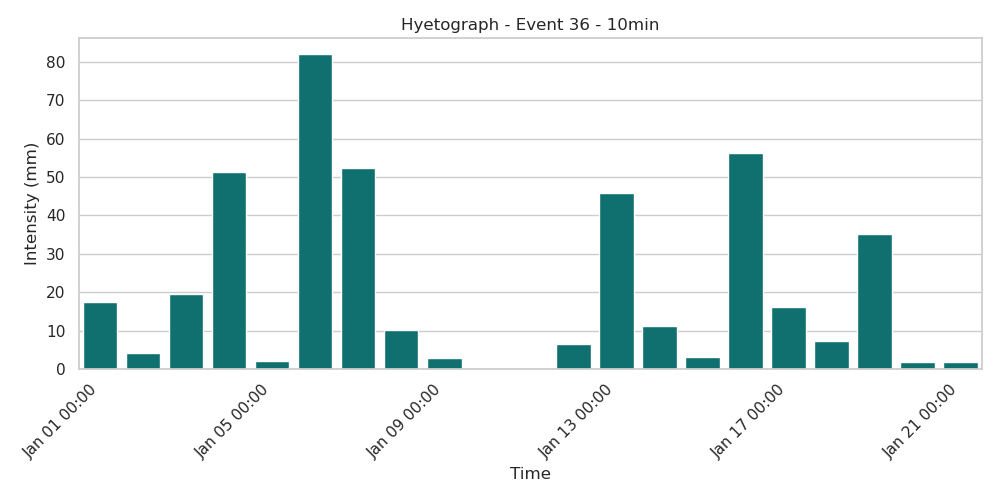 Hyetograph - Event 36 - 10min
Intensity (mm)
80
70
60
50
40
30
20
10
0
Jan 01 00:00
Jan 05 00:00
Jan 09 00:00
Jan 13 00:00
Jan 17 00:00
Jan 21 00:00
Time